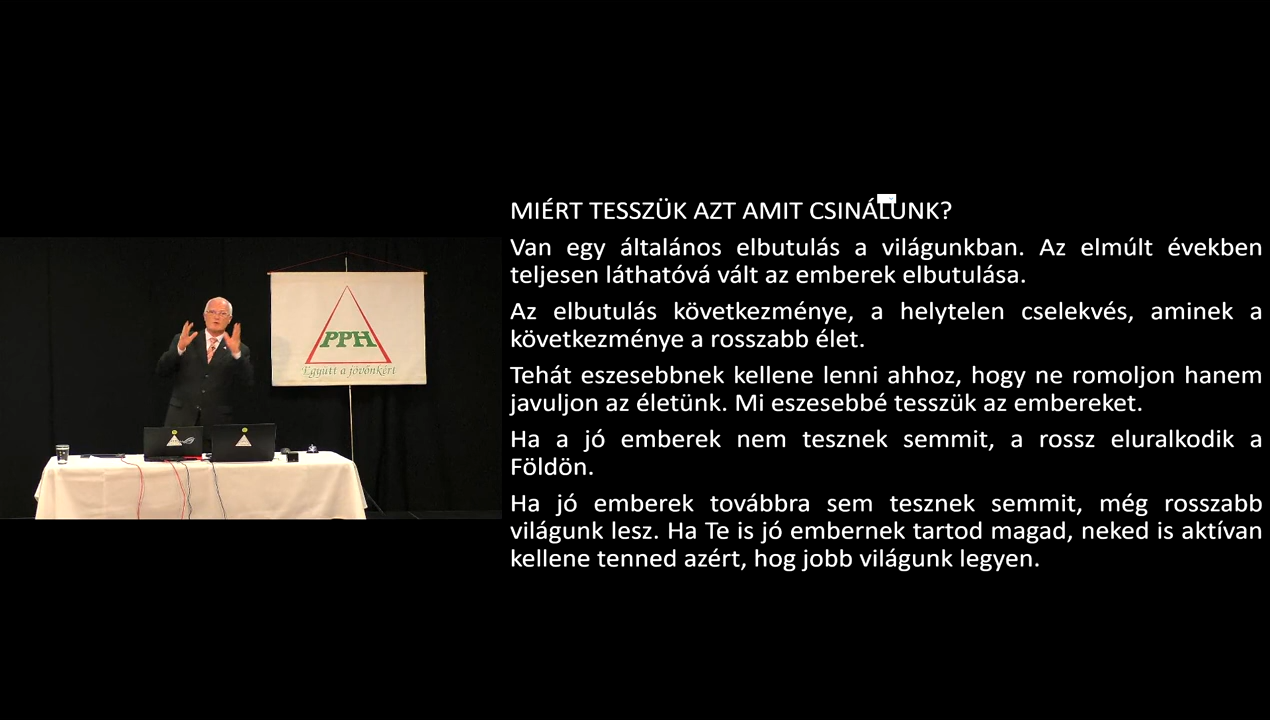 MIÉRT TESSZÜK AZT AMIT CSINÁLUNK?
Van egy általános elbutulás a világunkban. Az elmúlt években
teljesen láthatóvá vált az emberek elbutulása.
Az elbutulás következménye, a helytelen cselekvés, aminek a
következménye a rosszabb élet.
Tehát eszesebbnek kellene lenni ahhoz, hogy ne romoljon hanem
javuljon az életünk. Mi eszesebbé tesszük az embereket.
Ha a jó emberek nem tesznek semmit, a rossz eluralkodik a
Földön.
Ha jó emberek továbbra sem tesznek semmit, még rosszabb
világunk lesz. Ha Te is jó embernek tartod magad, neked is aktívan
kellene tenned azért, hog jobb világunk legyen.
PPH
Együtt a jövőnkért